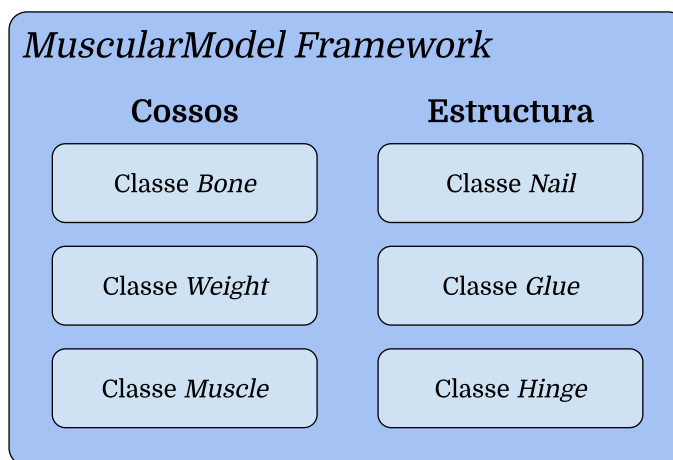 MuscularModel Framework
Cossos
Classe Bone
Classe Weight
Classe Muscle
Estructura
Classe Nail
Classe Glue
Classe Hinge